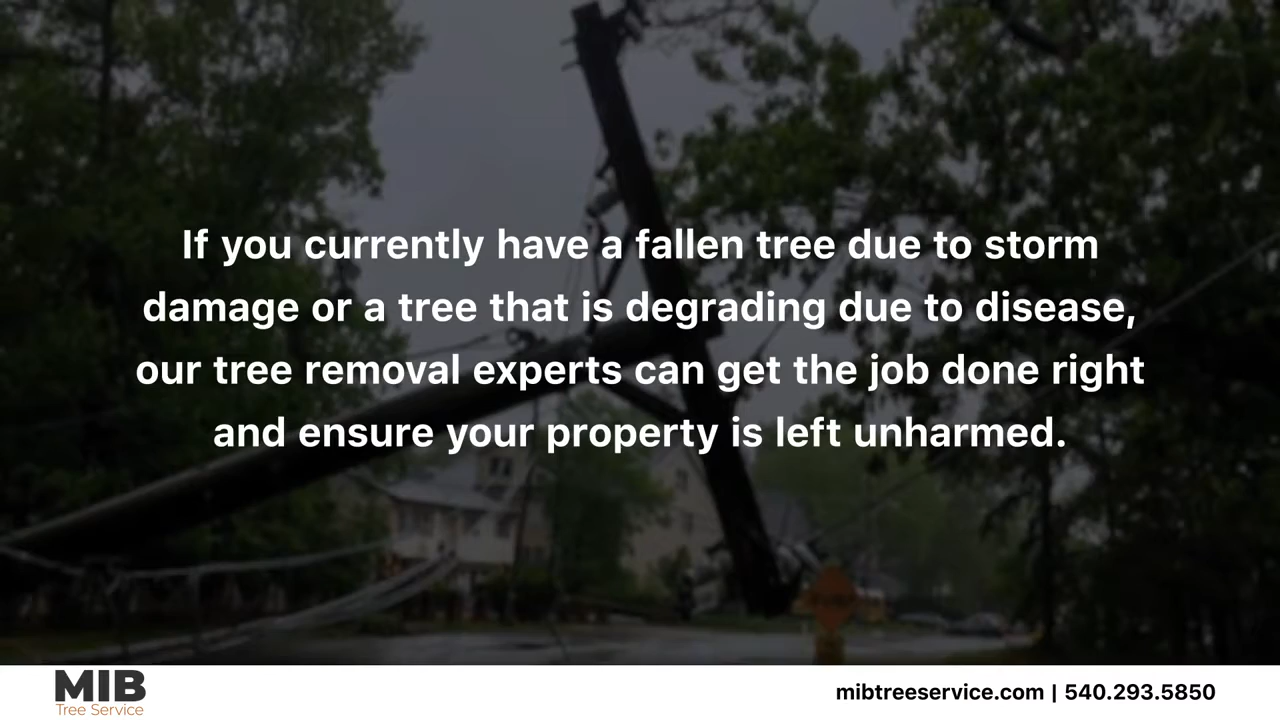 If you currently have a fallen tree due to storm
damage or a tree that is degrading due to disease,
our tree removal experts can get the job done right
and ensure your property is left unharmed.
MIB
Tree Service
mibtreeservice.com | 540.293.5850